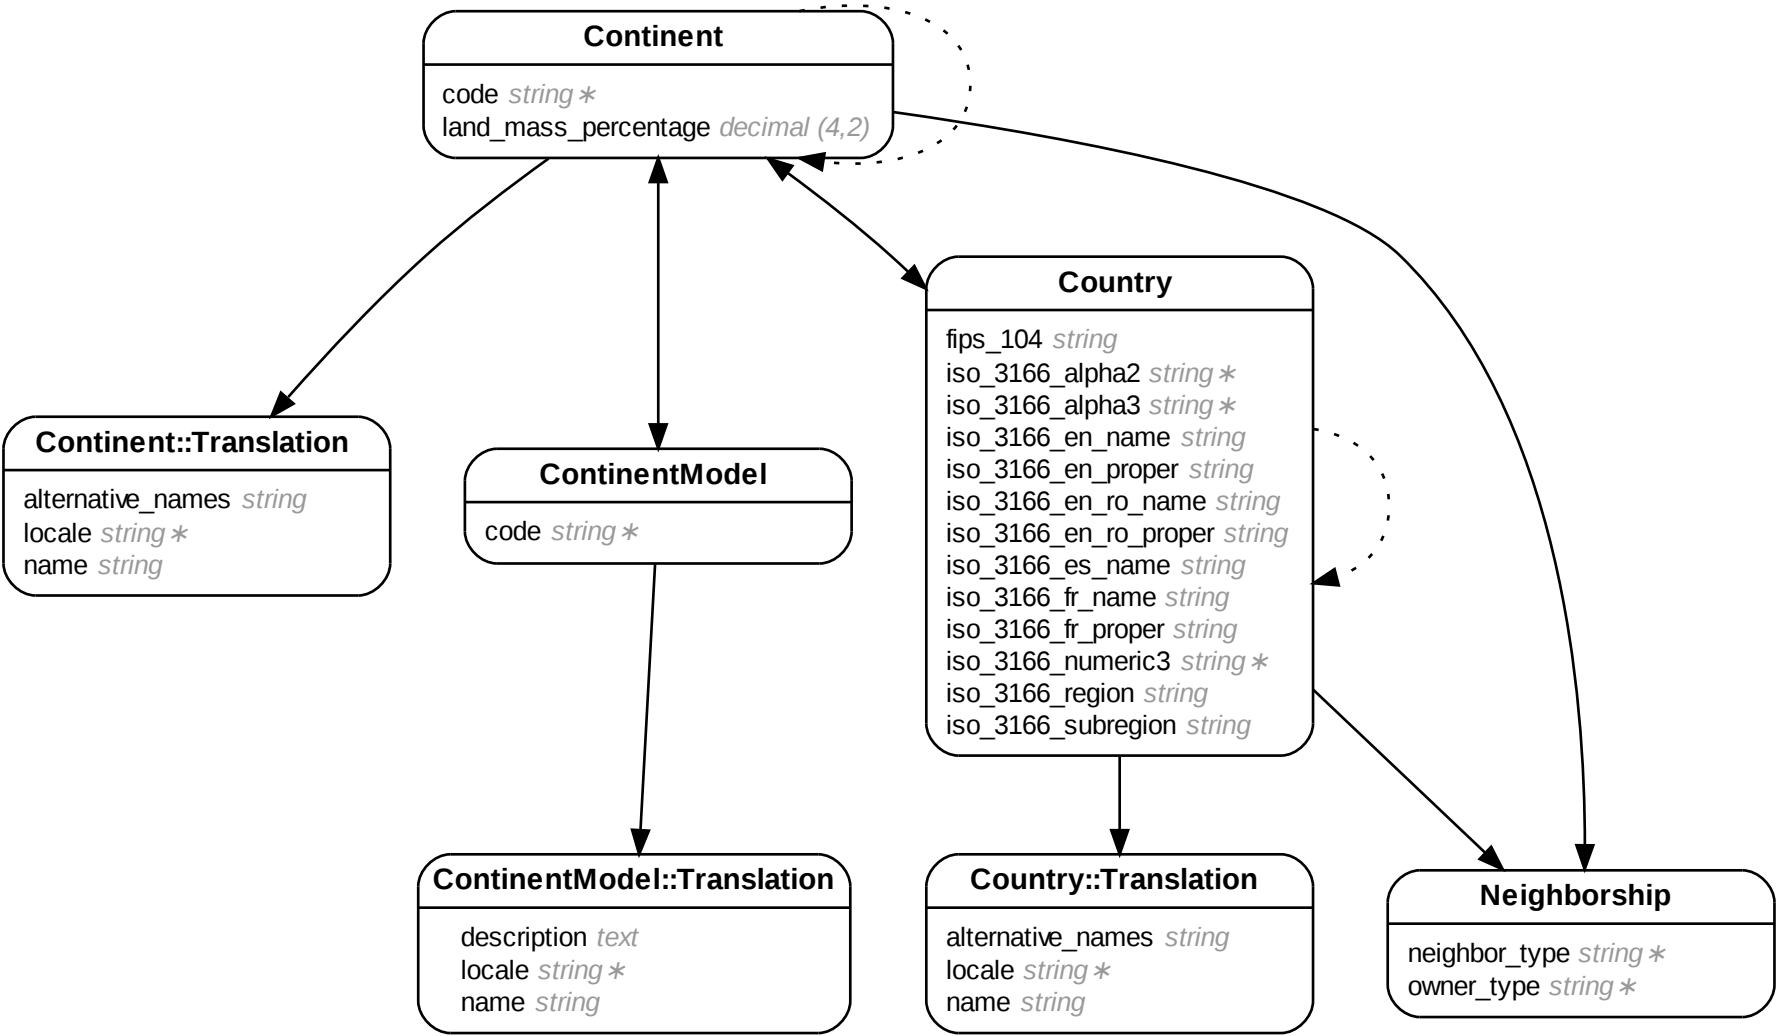 Continent
code string∗
land_mass_percentage decimal (4,2)
Country
fips_104 string
iso_3166_alpha2 string∗
iso_3166_alpha3 string∗
iso_3166_en_name string
iso_3166_en_proper string
iso_3166_en_ro_name string
iso_3166_en_ro_proper string
iso_3166_es_name string
iso_3166_fr_name string
iso_3166_fr_proper string
iso_3166_numeric3 string∗
iso_3166_region string
iso_3166_subregion string
Continent::Translation
alternative_names string
locale string∗
name string
ContinentModel
code string∗
ContinentModel::Translation
description text
locale string∗
name string
Country::Translation
alternative_names string
locale string∗
name string
Neighborship
neighbor_type string∗
owner_type string∗